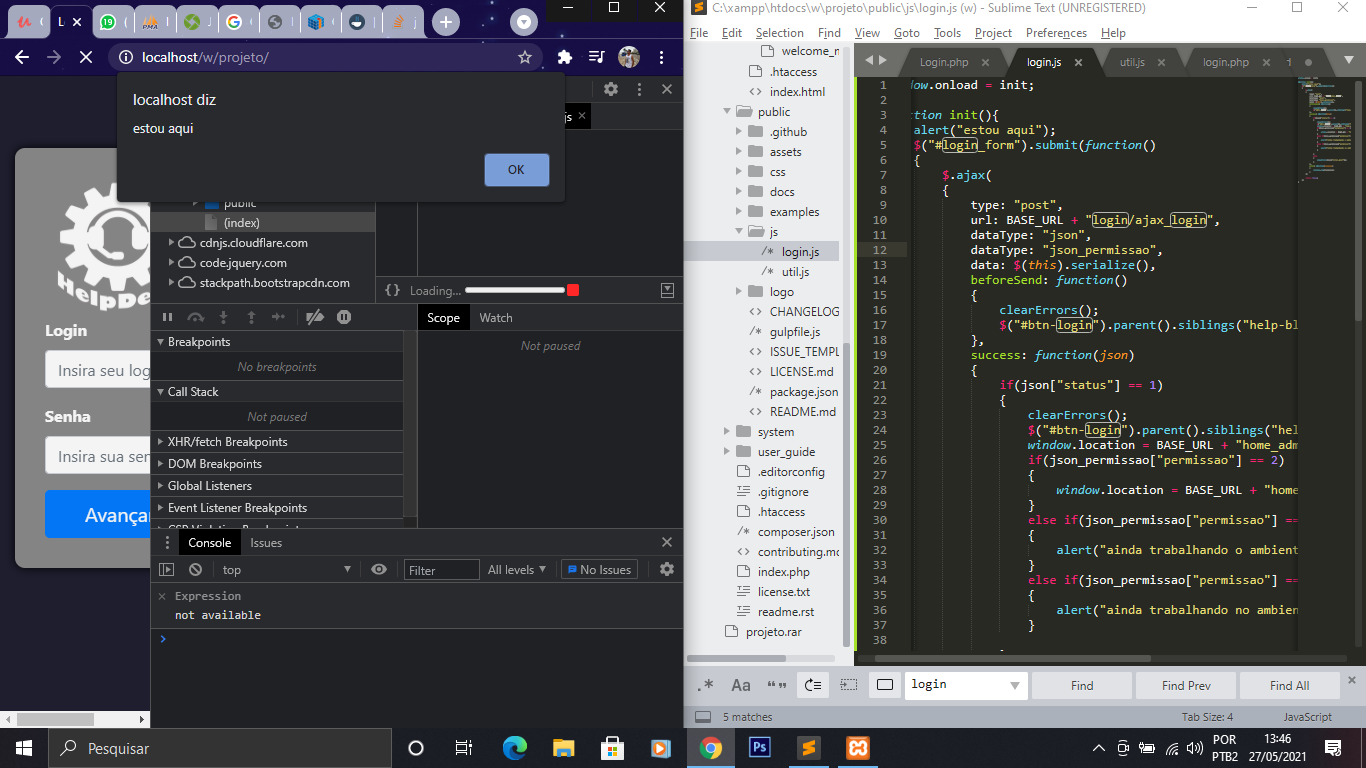 C:\xampp\htdocs\w\projeto\public\js\login.js (w) - Sublime Text (UNREGISTERED)
localhost/w/projeto/
localhost diz
estou aqui
OK
js
HelpDe
Login
Insira seu log
Senha
Insira sua sen
Avança
public
(index)
cdnjs.cloudflare.com
code.jquery.com
stackpath.bootstrapcdn.com
{} Loading...
Scope
Watch
Not paused
Breakpoints
No breakpoints
Call Stack
Not paused
XHR/fetch Breakpoints
DOM Breakpoints
Global Listeners
Event Listener Breakpoints
CSP Violation Breakpoints
Console
Issues
top
Filter
All levels
No Issues
Expression
not available
File Edit Selection Find View Goto Tools Project Preferences Help
welcome_m
.htaccess
index.html
public
.github
assets
css
docs
examples
js
login.js
util.js
logo
CHANGELOG
gulpfile.js
ISSUE_TEMPL
LICENSE.md
package.json
README.md
system
user_guide
.editorconfig
.gitignore
.htaccess
composer.json
contributing.mc
index.php
license.txt
readme.rst
projeto.rar
Login.php
login.js
util.js
login.php
1 low.onload = init;
2
3 ction init(){
4 alert("estou aqui");
5 $("#login_form").submit(function()
6 {
7 $.ajax(
8 {
9 type: "post",
10 url: BASE_URL + "login/ajax_login",
11 dataType: "json",
12 dataType: "json_permissao",
13 data: $(this).serialize(),
14 beforeSend: function()
15 {
16 clearErrors();
17 $("#btn-login").parent().siblings("help-bl
18 },
19 success: function(json)
20 {
21 if(json["status"] == 1)
22 {
23 clearErrors();
24 $("#btn-login").parent().siblings("hel
25 window.location = BASE_URL + "home_adm
26 if(json_permissao["permissao"] == 2)
27 {
28 window.location = BASE_URL + "home
29 }
30 else if(json_permissao["permissao"] ==
31 {
32 alert("ainda trabalhando o ambient
33 }
34 else if(json_permissao["permissao"] ==
35 {
36 alert("ainda trabalhando no ambien
37 }
38
.* Aa “”
login
Find
Find Prev
Find All
5 matches
Tab Size: 4
JavaScript
Pesquisar
POR
PTB2
13:46
27/05/2021